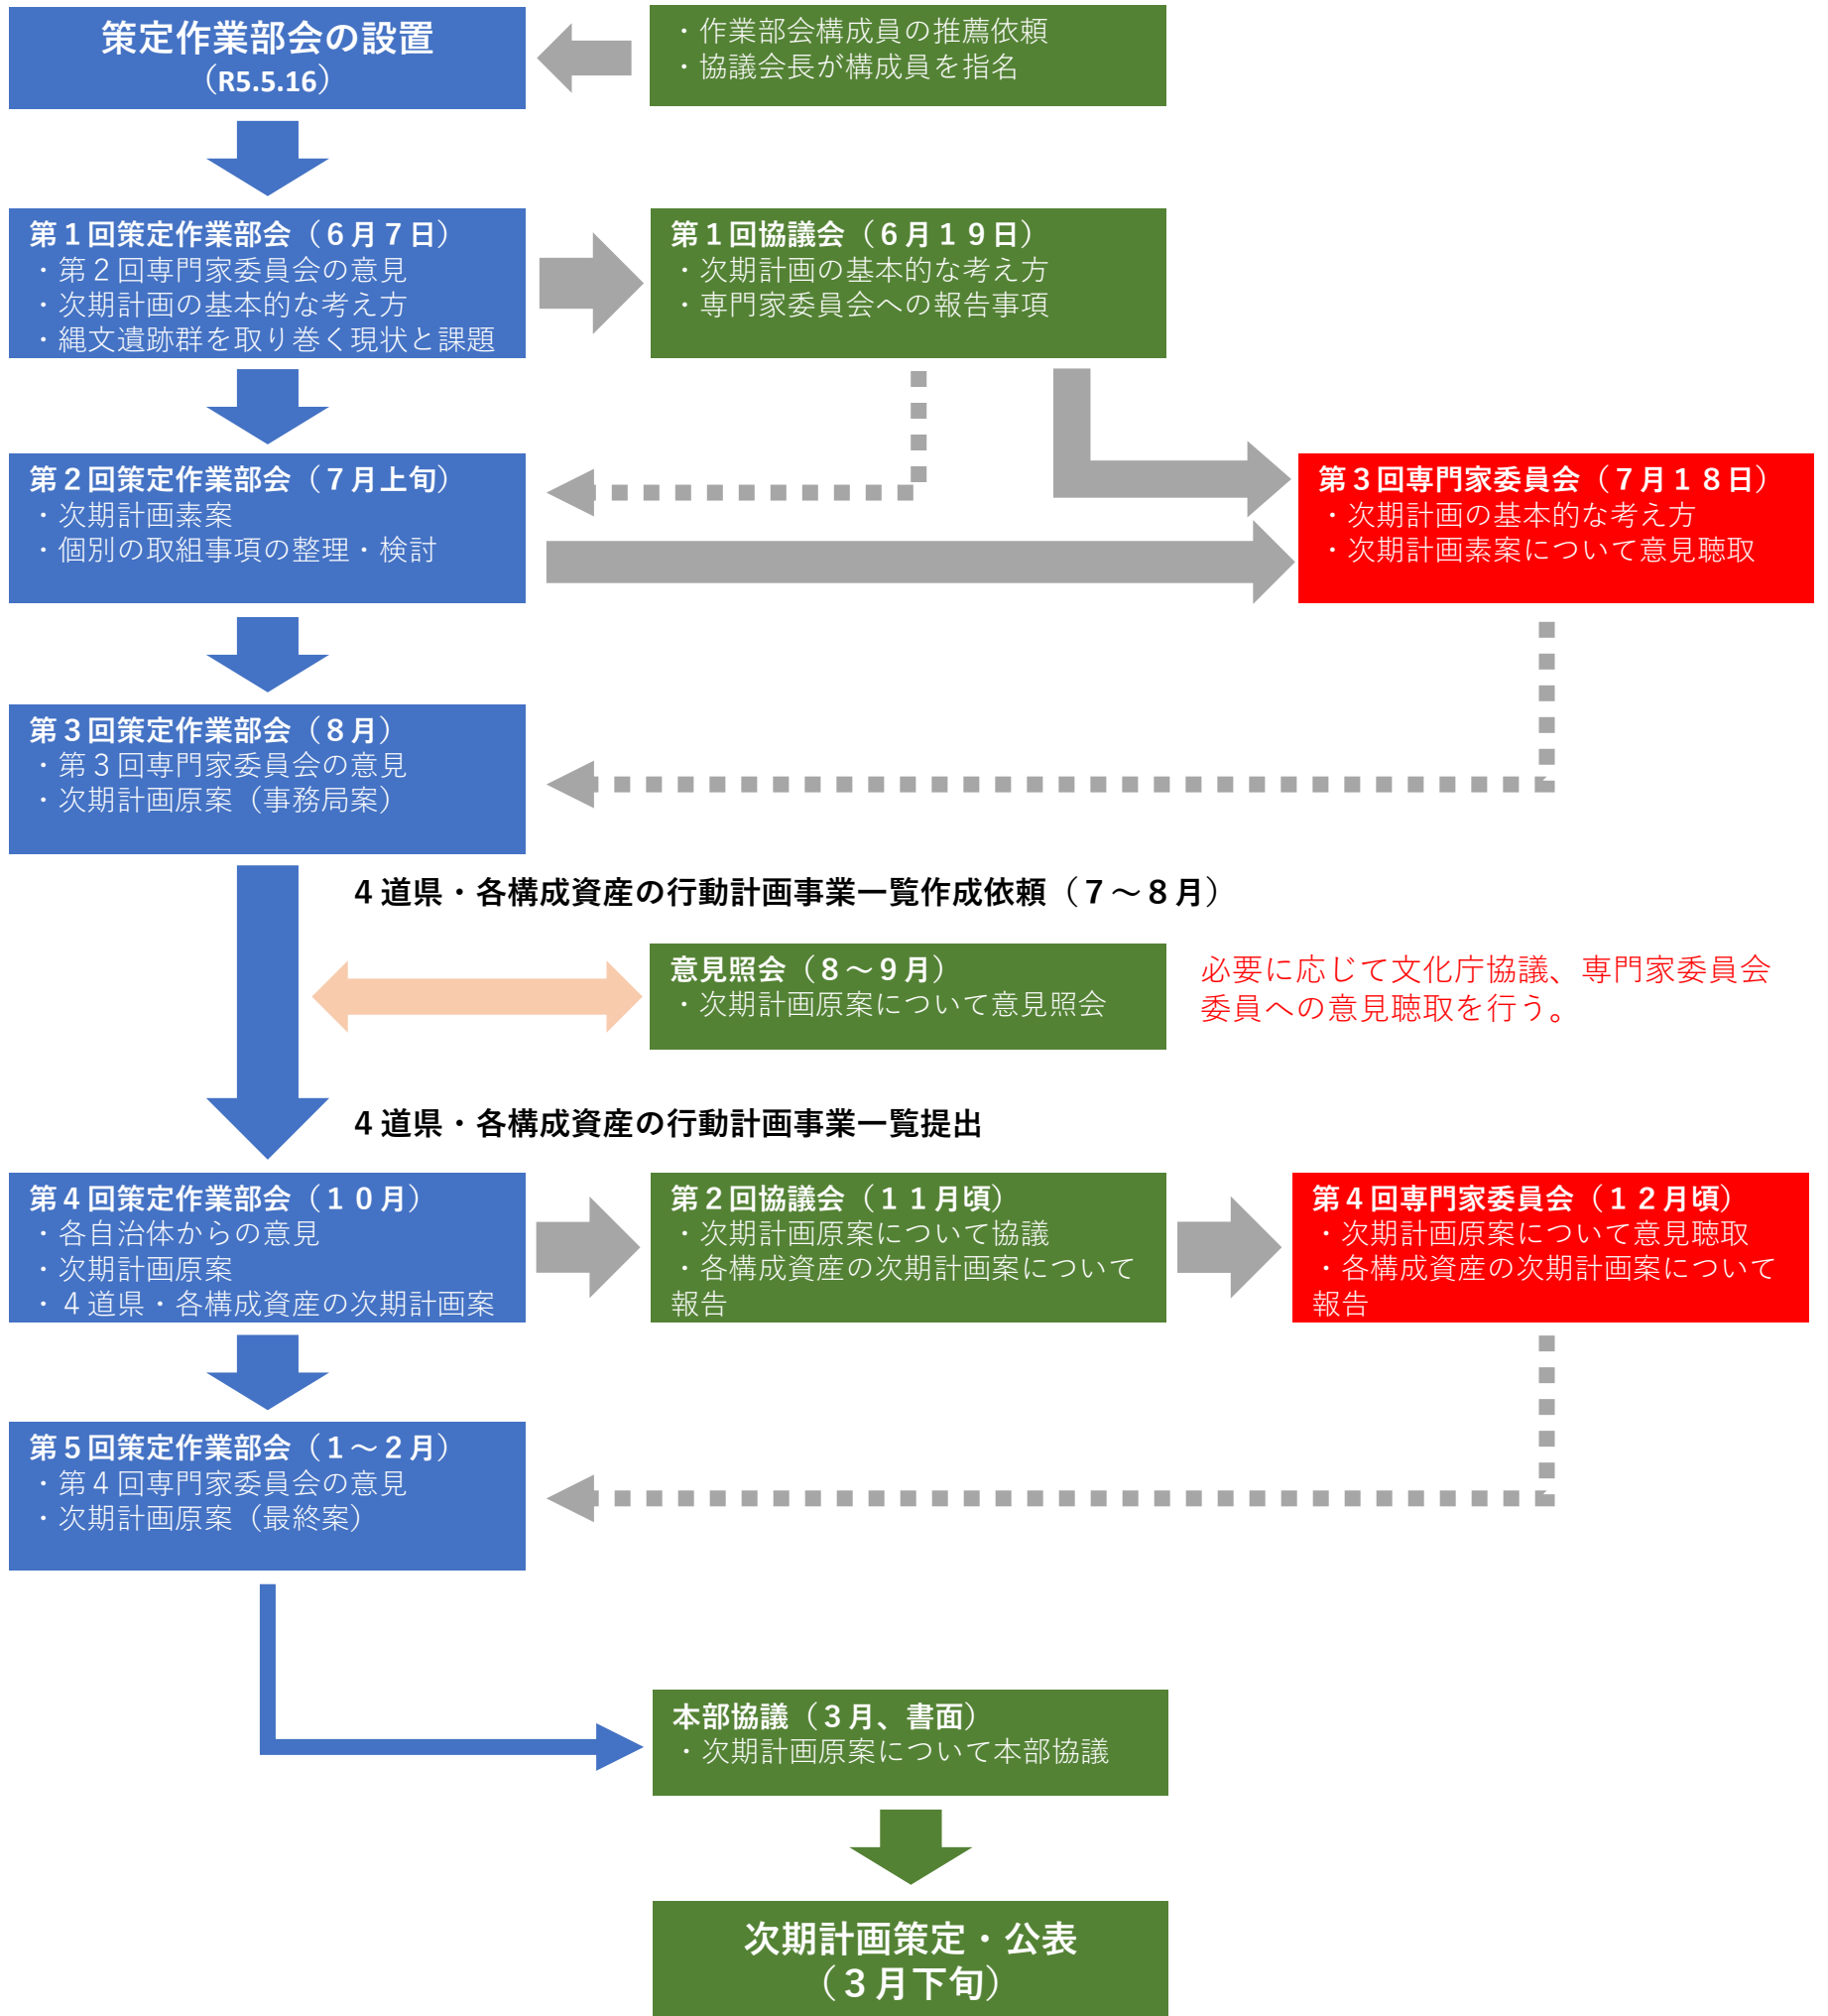 策定作業部会の設置
（R5.5.16）
・作業部会構成員の推薦依頼
・協議会長が構成員を指名
第１回策定作業部会（６月７日）
・第２回専門家委員会の意見
・次期計画の基本的な考え方
・縄文遺跡群を取り巻く現状と課題
第１回協議会（６月１９日）
・次期計画の基本的な考え方
・専門家委員会への報告事項
第２回策定作業部会（７月上旬）
・次期計画素案
・個別の取組事項の整理・検討
第３回専門家委員会（７月１８日）
・次期計画の基本的な考え方
・次期計画素案について意見聴取
第３回策定作業部会（８月）
・第３回専門家委員会の意見
・次期計画原案（事務局案）
４道県・各構成資産の行動計画事業一覧作成依頼（７～８月）
意見照会（８～９月）
・次期計画原案について意見照会
必要に応じて文化庁協議、専門家委員会
委員への意見聴取を行う。
４道県・各構成資産の行動計画事業一覧提出
第４回策定作業部会（１０月）
・各自治体からの意見
・次期計画原案
・４道県・各構成資産の次期計画案
第２回協議会（１１月頃）
・次期計画原案について協議
・各構成資産の次期計画案について
報告
第４回専門家委員会（１２月頃）
・次期計画原案について意見聴取
・各構成資産の次期計画案について
報告
第５回策定作業部会（１～２月）
・第４回専門家委員会の意見
・次期計画原案（最終案）
本部協議（３月、書面）
・次期計画原案について本部協議
次期計画策定・公表
（３月下旬）